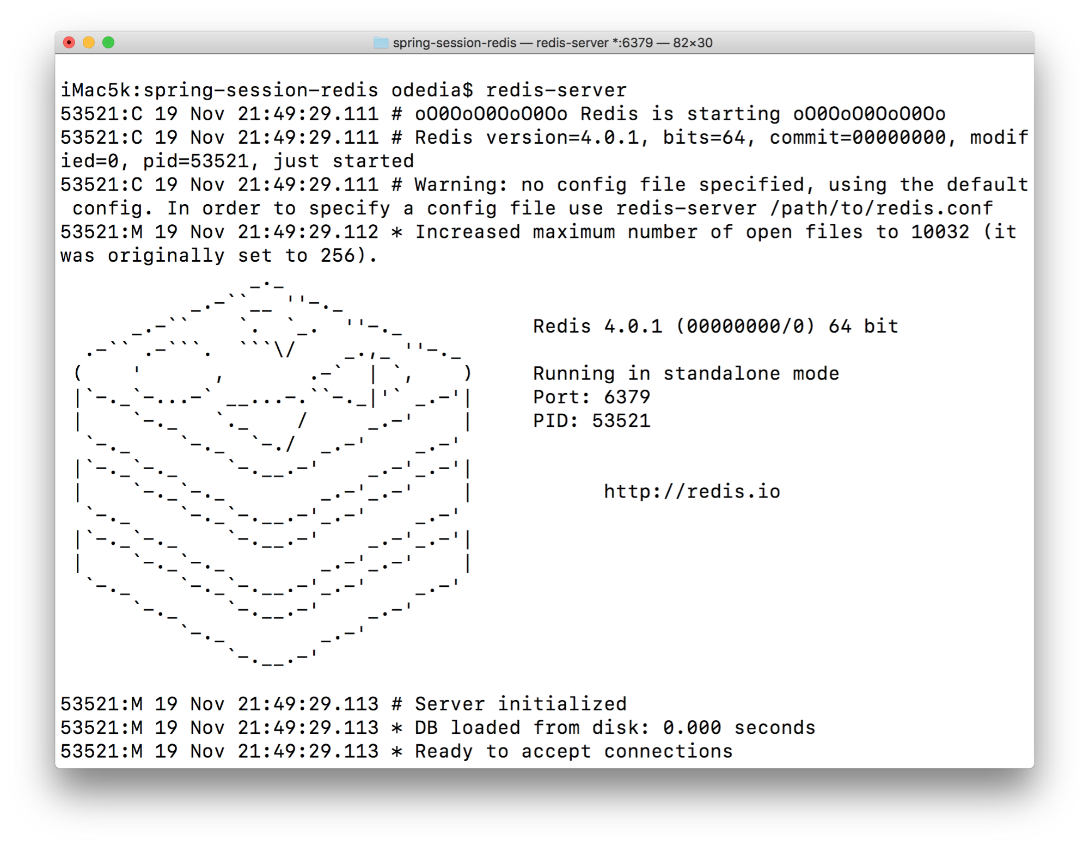 spring-session-redis — redis-server *:6379 — 82×30
iMac5k:spring-session-redis odedia$ redis-server
53521:C 19 Nov 21:49:29.111 # oO0OoO0OoO0Oo Redis is starting oO0OoO0OoO0Oo
53521:C 19 Nov 21:49:29.111 # Redis version=4.0.1, bits=64, commit=00000000, modif
ied=0, pid=53521, just started
53521:C 19 Nov 21:49:29.111 # Warning: no config file specified, using the default
 config. In order to specify a config file use redis-server /path/to/redis.conf
53521:M 19 Nov 21:49:29.112 * Increased maximum number of open files to 10032 (it
was originally set to 256).
Redis 4.0.1 (00000000/0) 64 bit
Running in standalone mode
Port: 6379
PID: 53521
http://redis.io
53521:M 19 Nov 21:49:29.113 # Server initialized
53521:M 19 Nov 21:49:29.113 * DB loaded from disk: 0.000 seconds
53521:M 19 Nov 21:49:29.113 * Ready to accept connections